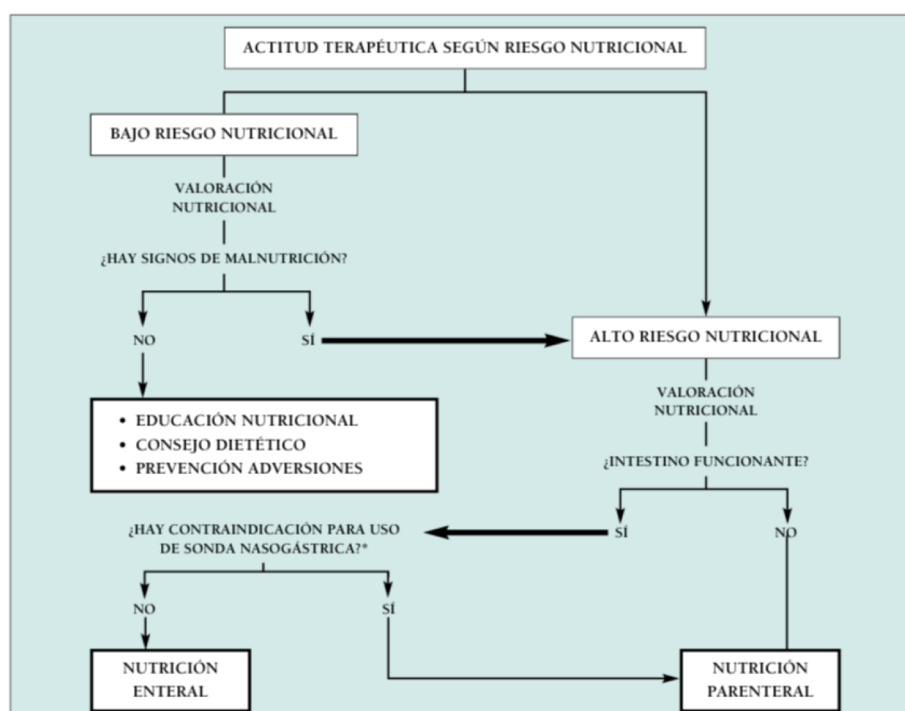 ACTITUD TERAPÉUTICA SEGÚN RIESGO NUTRICIONAL
BAJO RIESGO NUTRICIONAL
VALORACIÓN
NUTRICIONAL
¿HAY SIGNOS DE MALNUTRICIÓN?
NO
SÍ
ALTO RIESGO NUTRICIONAL
VALORACIÓN
NUTRICIONAL
• EDUCACIÓN NUTRICIONAL
• CONSEJO DIETÉTICO
• PREVENCIÓN ADVERSIONES
¿INTESTINO FUNCIONANTE?
SÍ
NO
¿HAY CONTRAINDICACIÓN PARA USO
DE SONDA NASOGÁSTRICA?*
NO
SÍ
NUTRICIÓN
ENTERAL
NUTRICIÓN
PARENTERAL